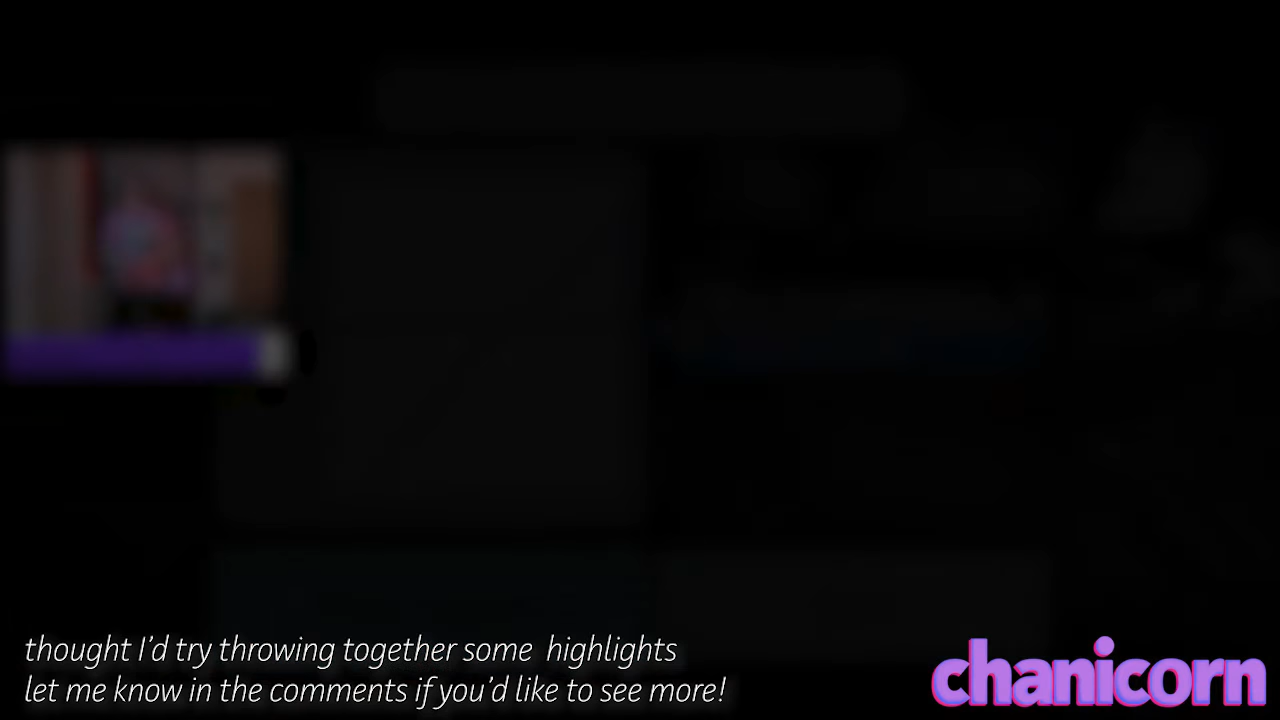 thought I'd try throwing together some  highlights
let me know in the comments if you'd like to see more!
chanicorn